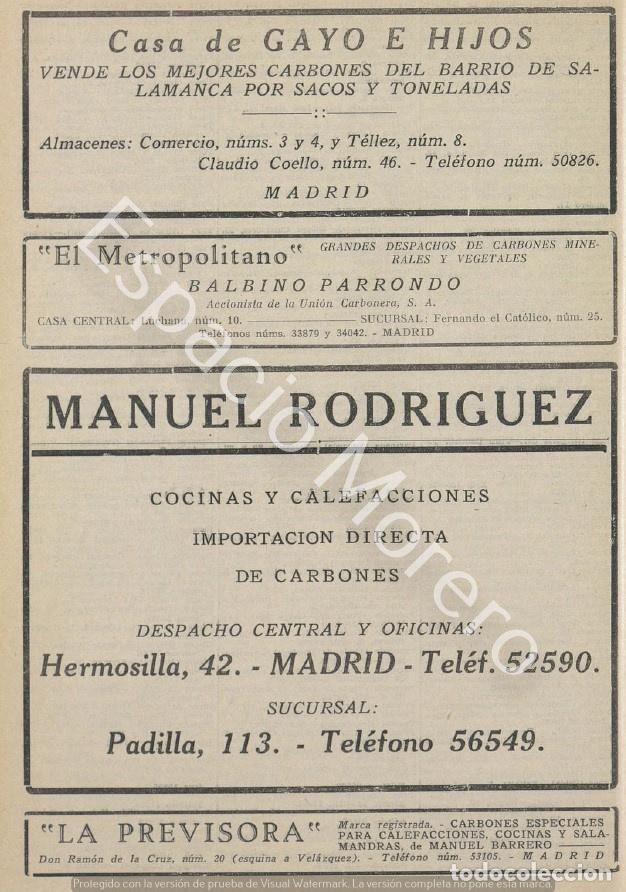 Casa de GAYO E HIJOS
VENDE LOS MEJORES CARBONES DEL BARRIO DE SA-
LAMANCA POR SACOS Y TONELADAS
Almacenes: Comercio, núms. 3 y 4, y Téllez, núm. 8.
Claudio Coello, núm. 46. - Teléfono núm. 50826.
MADRID
"El Metropolitano" GRANDES DESPACHOS DE CARBONES MINE-
RALES Y VEGETALES
BALBINO PARRONDO
Accionista de la Unión Carbonera, S. A.
CASA CENTRAL: Luchana, núm. 10. SUCURSAL: Fernando el Católico, núm. 25.
Teléfonos núms. 33879 y 34042. - MADRID
MANUEL RODRIGUEZ
COCINAS Y CALEFACCIONES
IMPORTACION DIRECTA
DE CARBONES
DESPACHO CENTRAL Y OFICINAS:
Hermosilla, 42. - MADRID - Teléf. 52590.
SUCURSAL:
Padilla, 113. - Teléfono 56549.
"LA PREVISORA" Marca registrada. - CARBONES ESPECIALES
PARA CALEFACCIONES, COCINAS Y SALA-
MANDRAS, de MANUEL BARRERO
Don Ramón de la Cruz, núm. 20 (esquina a Velázquez). - Teléfono núm. 53105. - MADRID
Espacio Morero
todocoleccion
Protegido con la versión de prueba de Visual Watermark. La versión completa no pone esta marca.